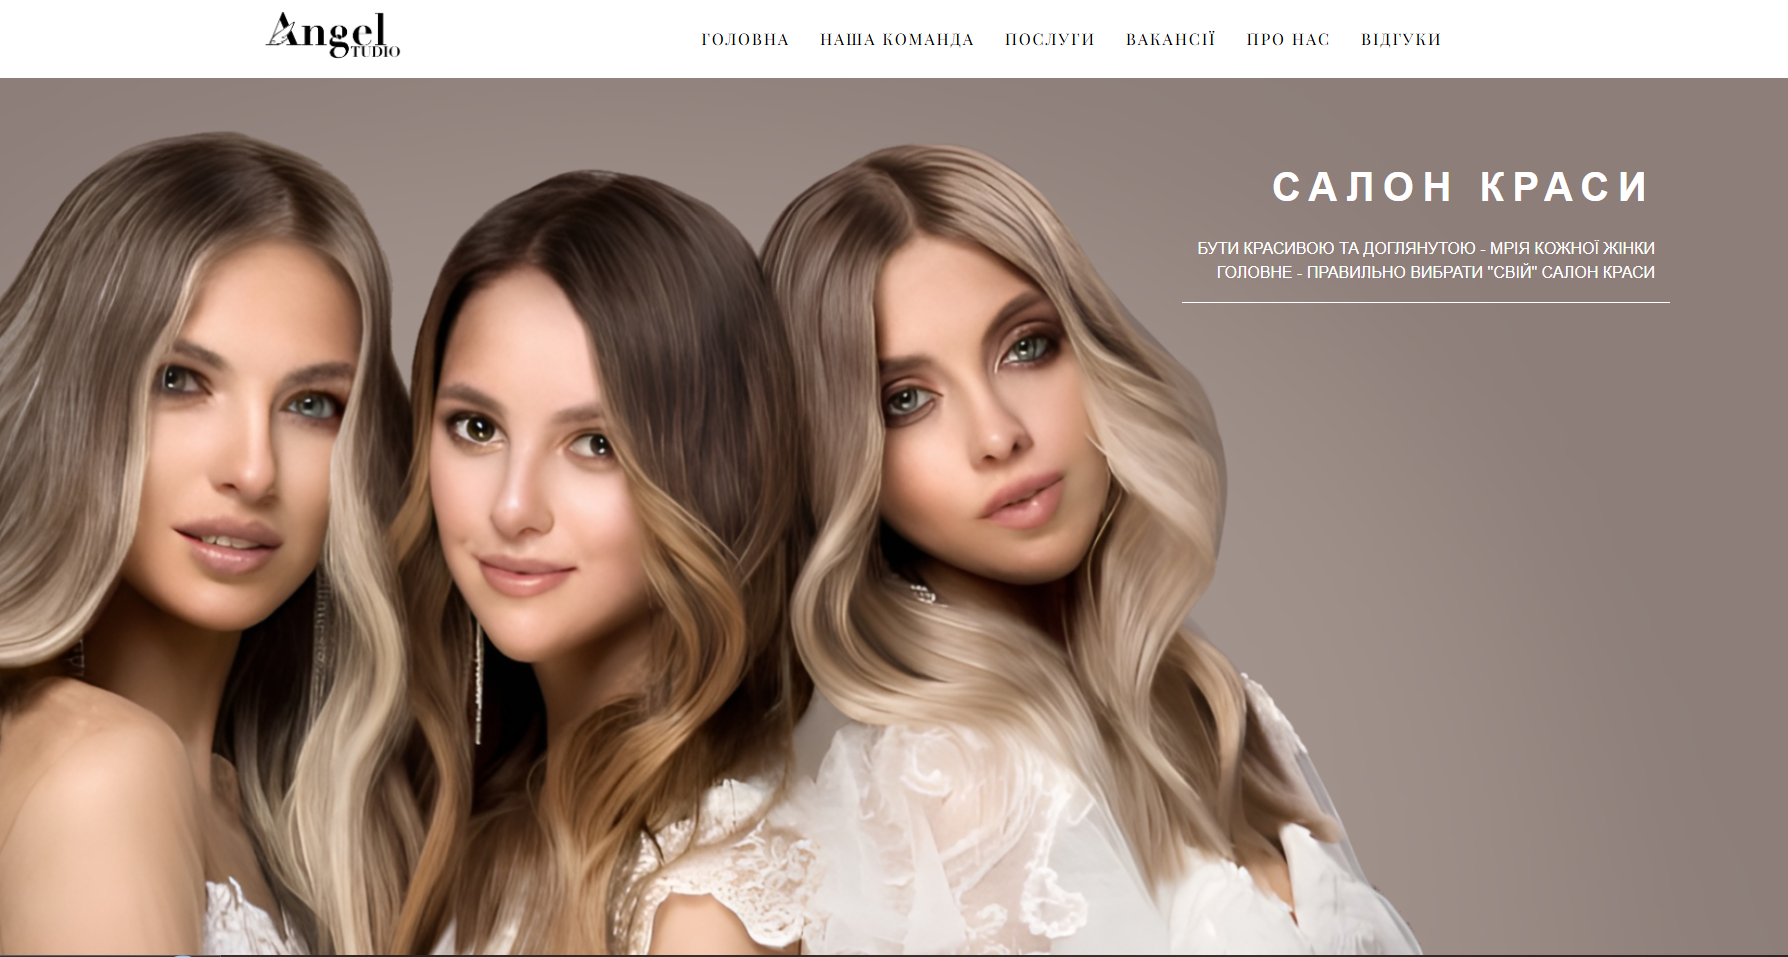 Angel
TUDIO
ГОЛОВНА НАША КОМАНДА ПОСЛУГИ ВАКАНСІЇ ПРО НАС ВІДГУКИ
САЛОН КРАСИ
БУТИ КРАСИВОЮ ТА ДОГЛЯНУТОЮ - МРІЯ КОЖНОЇ ЖІНКИ
ГОЛОВНЕ - ПРАВИЛЬНО ВИБРАТИ "СВІЙ" САЛОН КРАСИ